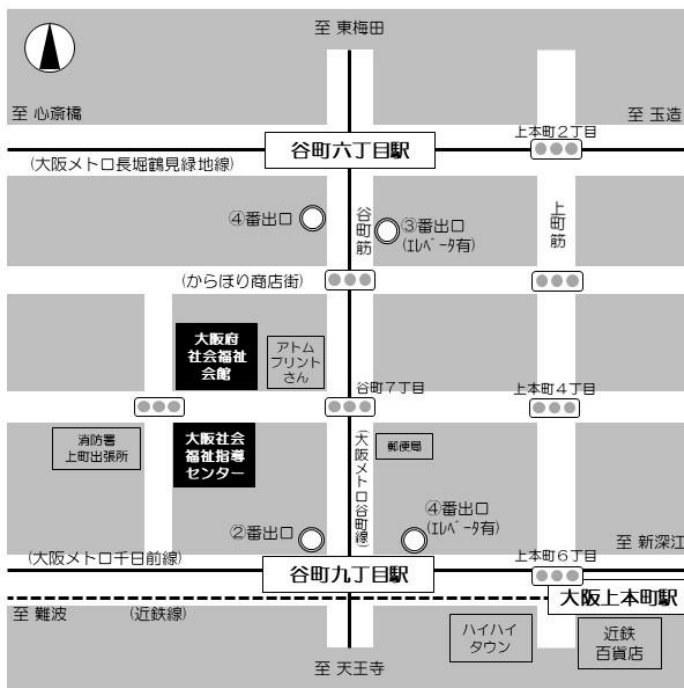 至 東梅田
至 心斎橋
至 玉造
上本町2丁目
谷町六丁目駅
(大阪メトロ長堀鶴見緑地線)
④番出口
谷町筋
③番出口
(ｴﾚﾍﾞｰﾀ有)
上町筋
(からほり商店街)
大阪府
社会福祉
会館
アトム
プリント
さん
谷町7丁目
上本町4丁目
消防署
上町出張所
大阪社会
福祉指導
センター
(大阪メトロ谷町線)
郵便局
②番出口
④番出口
(ｴﾚﾍﾞｰﾀ有)
至 新深江
(大阪メトロ千日前線)
上本町6丁目
谷町九丁目駅
大阪上本町駅
至 難波
(近鉄線)
ハイハイ
タウン
近鉄
百貨店
至 天王寺